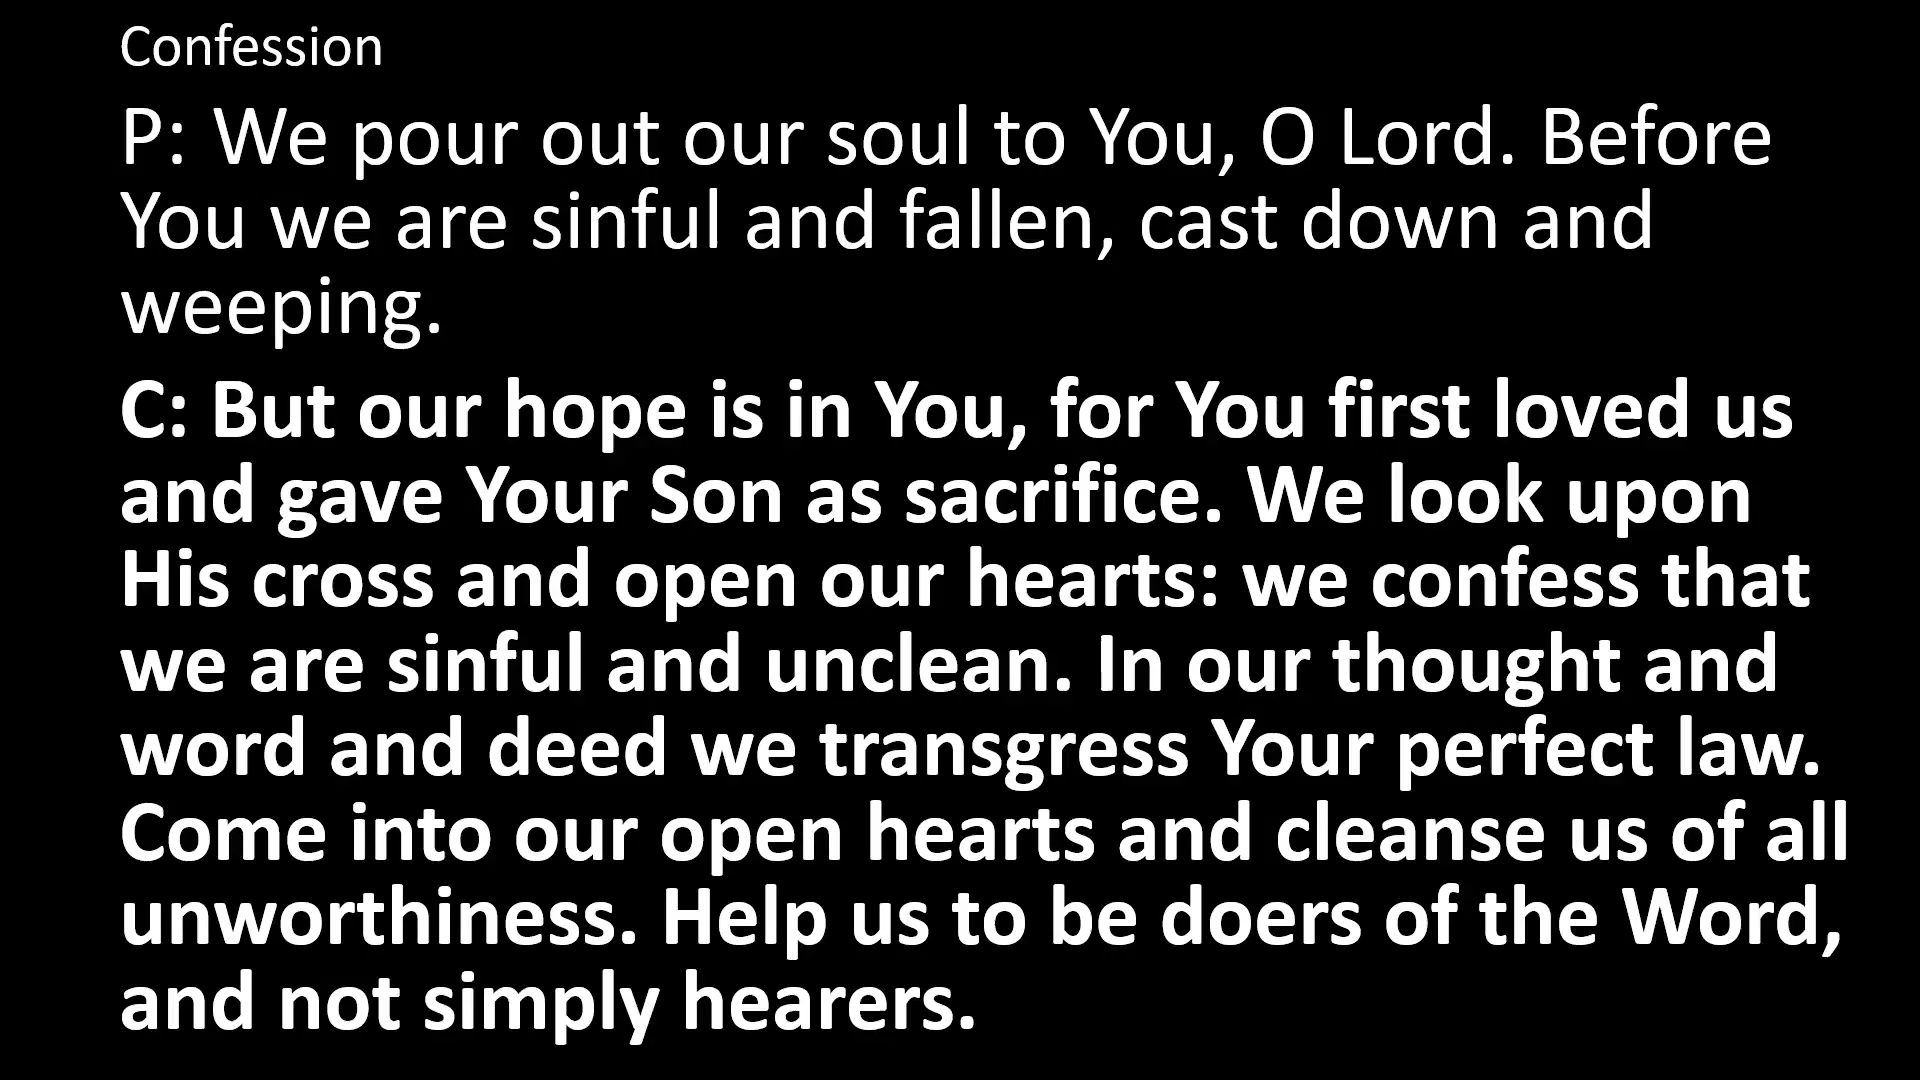 Confession
P: We pour out our soul to You, O Lord. Before
You we are sinful and fallen, cast down and
weeping.
C: But our hope is in You, for You first loved us
and gave Your Son as sacrifice. We look upon
His cross and open our hearts: we confess that
we are sinful and unclean. In our thought and
word and deed we transgress Your perfect law.
Come into our open hearts and cleanse us of all
unworthiness. Help us to be doers of the Word,
and not simply hearers.